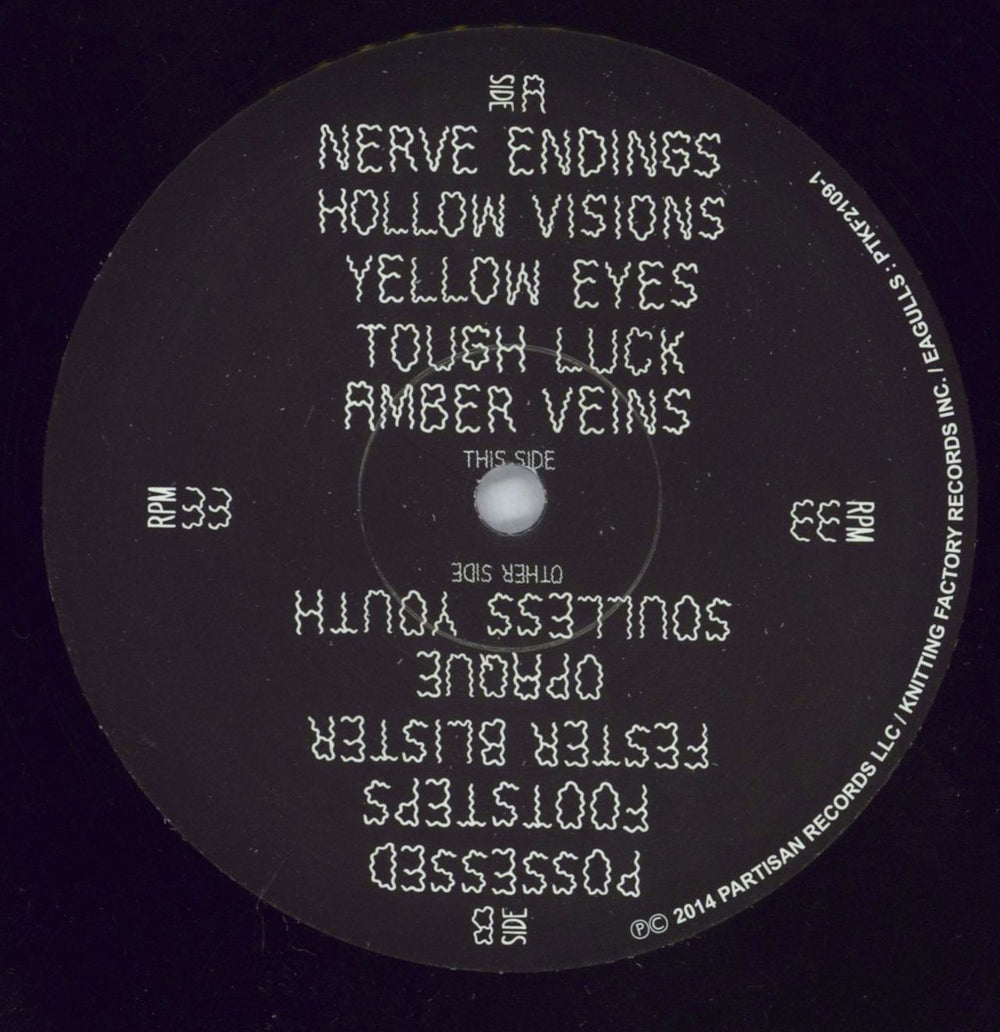 SIDE A
NERVE ENDINGS
HOLLOW VISIONS
YELLOW EYES
TOUGH LUCK
AMBER VEINS
THIS SIDE
RPM 33
33 RPM
OTHER SIDE
SOULLESS YOUTH
OPAQUE
FESTER BLISTER
FOOTSTEPS
POSSESSED
SIDE B
Ⓟ© 2014 PARTISAN RECORDS LLC / KNITTING FACTORY RECORDS INC. / EAGULLS : PTKF2109-1